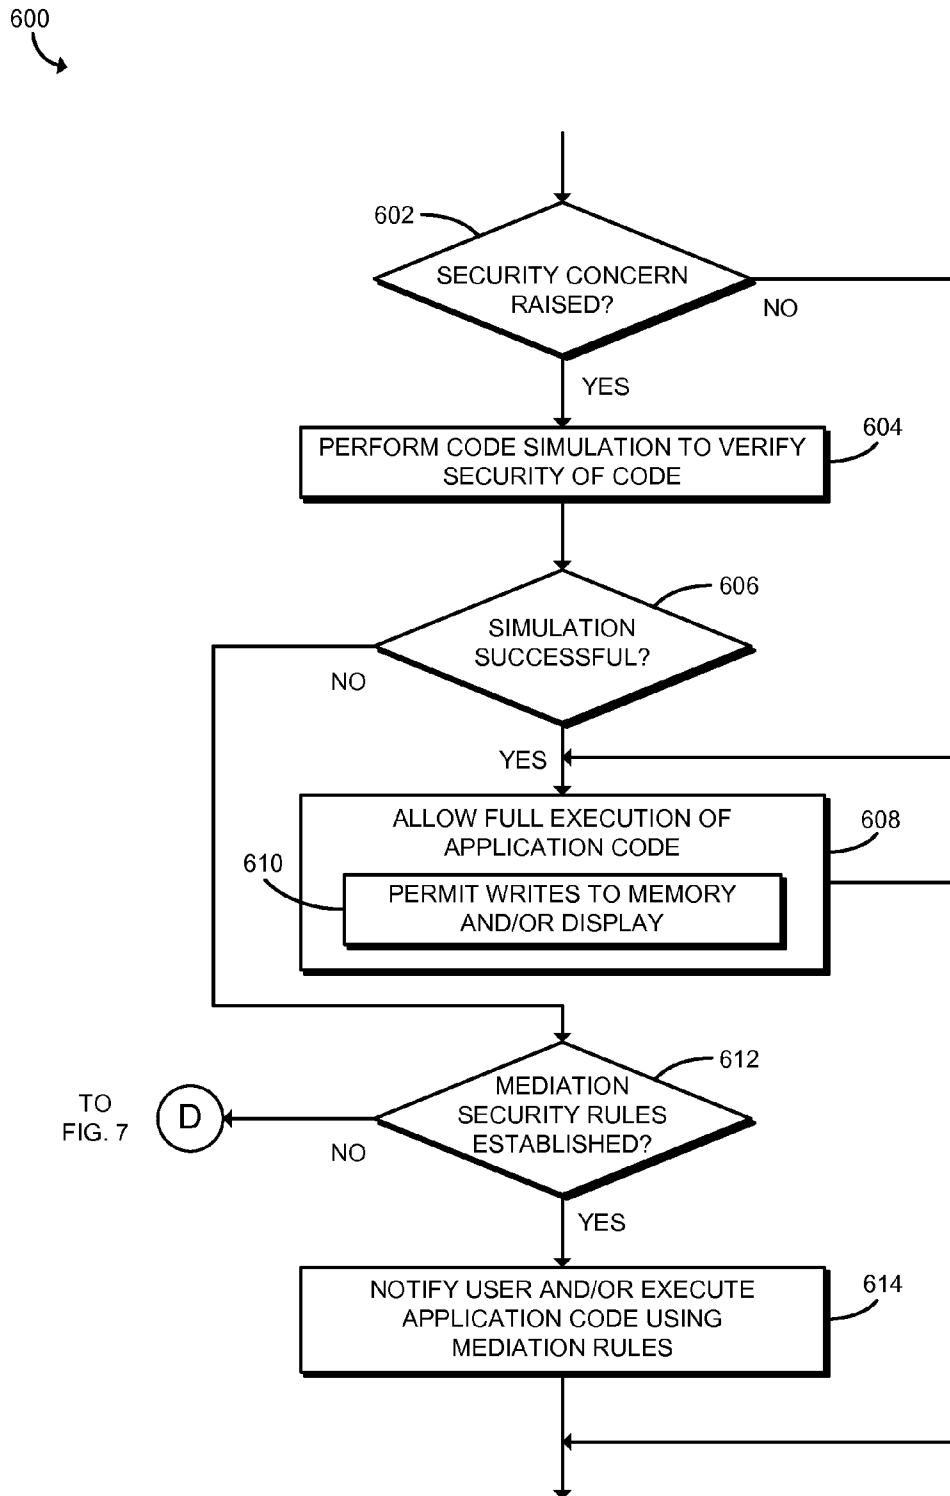 600
602
SECURITY CONCERN
RAISED?
NO
YES
PERFORM CODE SIMULATION TO VERIFY
SECURITY OF CODE
604
606
SIMULATION
SUCCESSFUL?
NO
YES
ALLOW FULL EXECUTION OF
APPLICATION CODE
608
610
PERMIT WRITES TO MEMORY
AND/OR DISPLAY
612
MEDIATION
SECURITY RULES
ESTABLISHED?
TO
FIG. 7
D
NO
YES
NOTIFY USER AND/OR EXECUTE
APPLICATION CODE USING
MEDIATION RULES
614